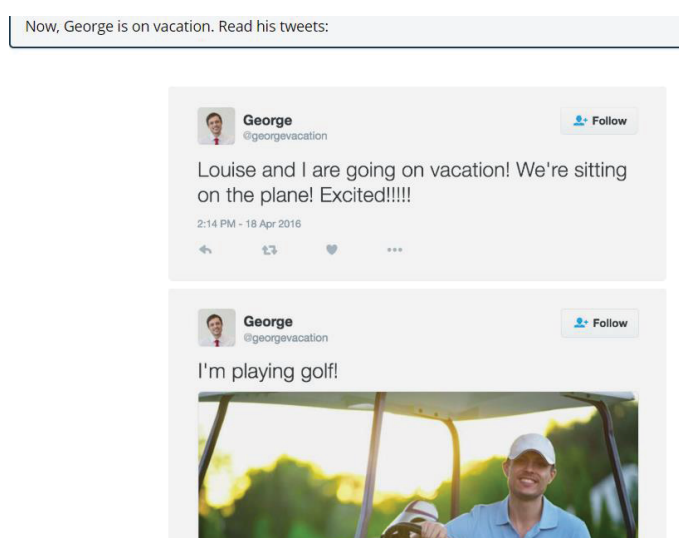 Now, George is on vacation. Read his tweets:
George
@georgevacation
Follow
Louise and I are going on vacation! We're sitting
on the plane! Excited!!!!!
2:14 PM - 18 Apr 2016
George
@georgevacation
Follow
I'm playing golf!